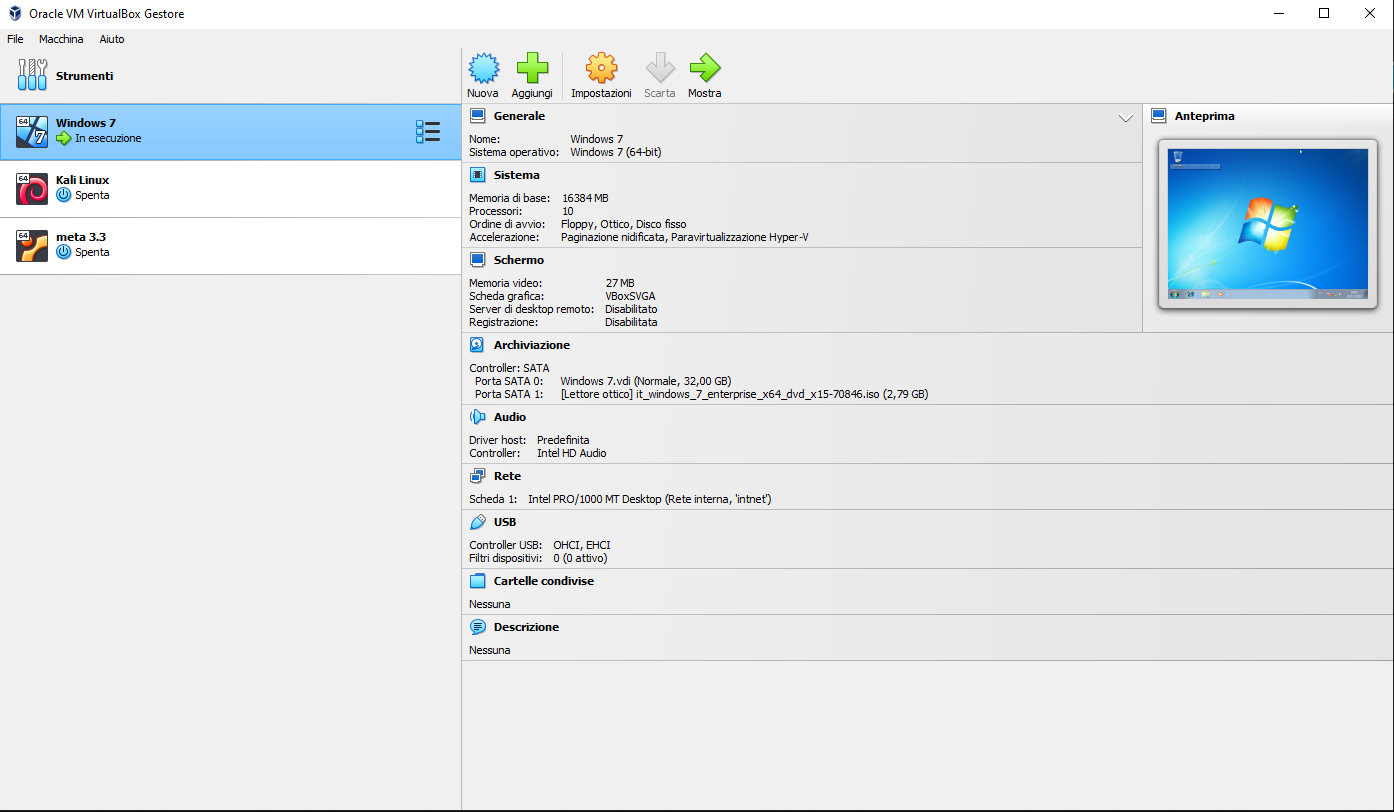 Oracle VM VirtualBox Gestore
File Macchina Aiuto
Strumenti
Nuova Aggiungi Impostazioni Scarta Mostra
64 7 Windows 7
In esecuzione
64 Kali Linux
Spenta
64 meta 3.3
Spenta
Generale
Nome: Windows 7
Sistema operativo: Windows 7 (64-bit)
Sistema
Memoria di base: 16384 MB
Processori: 10
Ordine di avvio: Floppy, Ottico, Disco fisso
Accelerazione: Paginazione nidificata, Paravirtualizzazione Hyper-V
Schermo
Memoria video: 27 MB
Scheda grafica: VBoxSVGA
Server di desktop remoto: Disabilitato
Registrazione: Disabilitata
Anteprima
Archiviazione
Controller: SATA
Porta SATA 0: Windows 7.vdi (Normale, 32,00 GB)
Porta SATA 1: [Lettore ottico] it_windows_7_enterprise_x64_dvd_x15-70846.iso (2,79 GB)
Audio
Driver host: Predefinita
Controller: Intel HD Audio
Rete
Scheda 1: Intel PRO/1000 MT Desktop (Rete interna, 'intnet')
USB
Controller USB: OHCI, EHCI
Filtri dispositivi: 0 (0 attivo)
Cartelle condivise
Nessuna
Descrizione
Nessuna